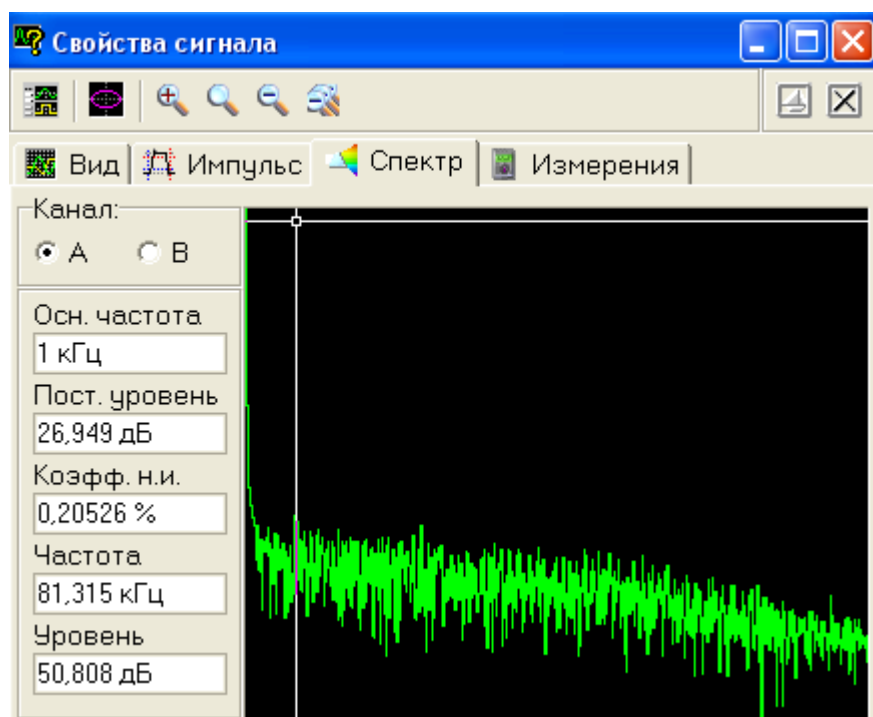 Свойства сигнала
Вид Импульс Спектр Измерения
Канал:
A B
Осн. частота
1 кГц
Пост. уровень
26,949 дБ
Коэфф. н.и.
0,20526 %
Частота
81,315 кГц
Уровень
50,808 дБ